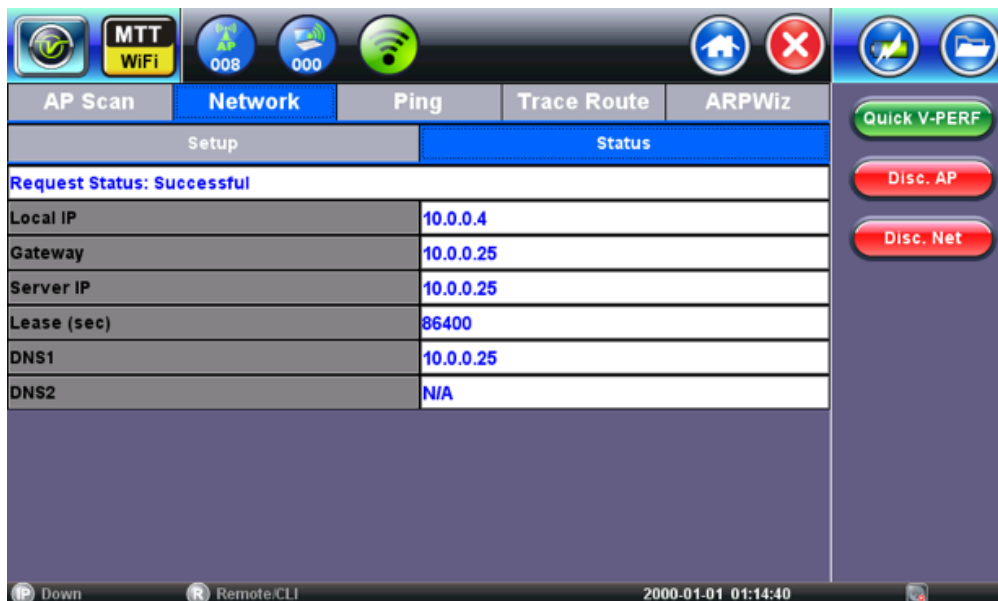 MTT
WiFi
AP
008
000
AP Scan
Network
Ping
Trace Route
ARPWiz
Setup
Status
Request Status: Successful
Local IP 10.0.0.4
Gateway 10.0.0.25
Server IP 10.0.0.25
Lease (sec) 86400
DNS1 10.0.0.25
DNS2 N/A
Quick V-PERF
Disc. AP
Disc. Net
IP Down
R Remote/CLI
2000-01-01 01:14:40